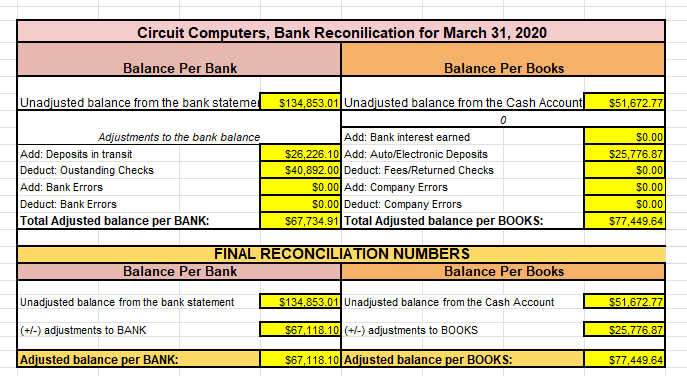 Circuit Computers, Bank Reconilication for March 31, 2020
Balance Per Bank Balance Per Books
Unadjusted balance from the bank statemer $134,853.01 Unadjusted balance from the Cash Account $51,672.77
0
Adjustments to the bank balance Add: Bank interest earned $0.00
Add: Deposits in transit $26,226.10 Add: Auto/Electronic Deposits $25,776.87
Deduct: Oustanding Checks $40,892.00 Deduct: Fees/Returned Checks $0.00
Add: Bank Errors $0.00 Add: Company Errors $0.00
Deduct: Bank Errors $0.00 Deduct: Company Errors $0.00
Total Adjusted balance per BANK: $67,734.91 Total Adjusted balance per BOOKS: $77,449.64
FINAL RECONCILIATION NUMBERS
Balance Per Bank Balance Per Books
Unadjusted balance from the bank statement $134,853.01 Unadjusted balance from the Cash Account $51,672.77
(+/-) adjustments to BANK $67,118.10 (+/-) adjustments to BOOKS $25,776.87
Adjusted balance per BANK: $67,118.10 Adjusted balance per BOOKS: $77,449.64